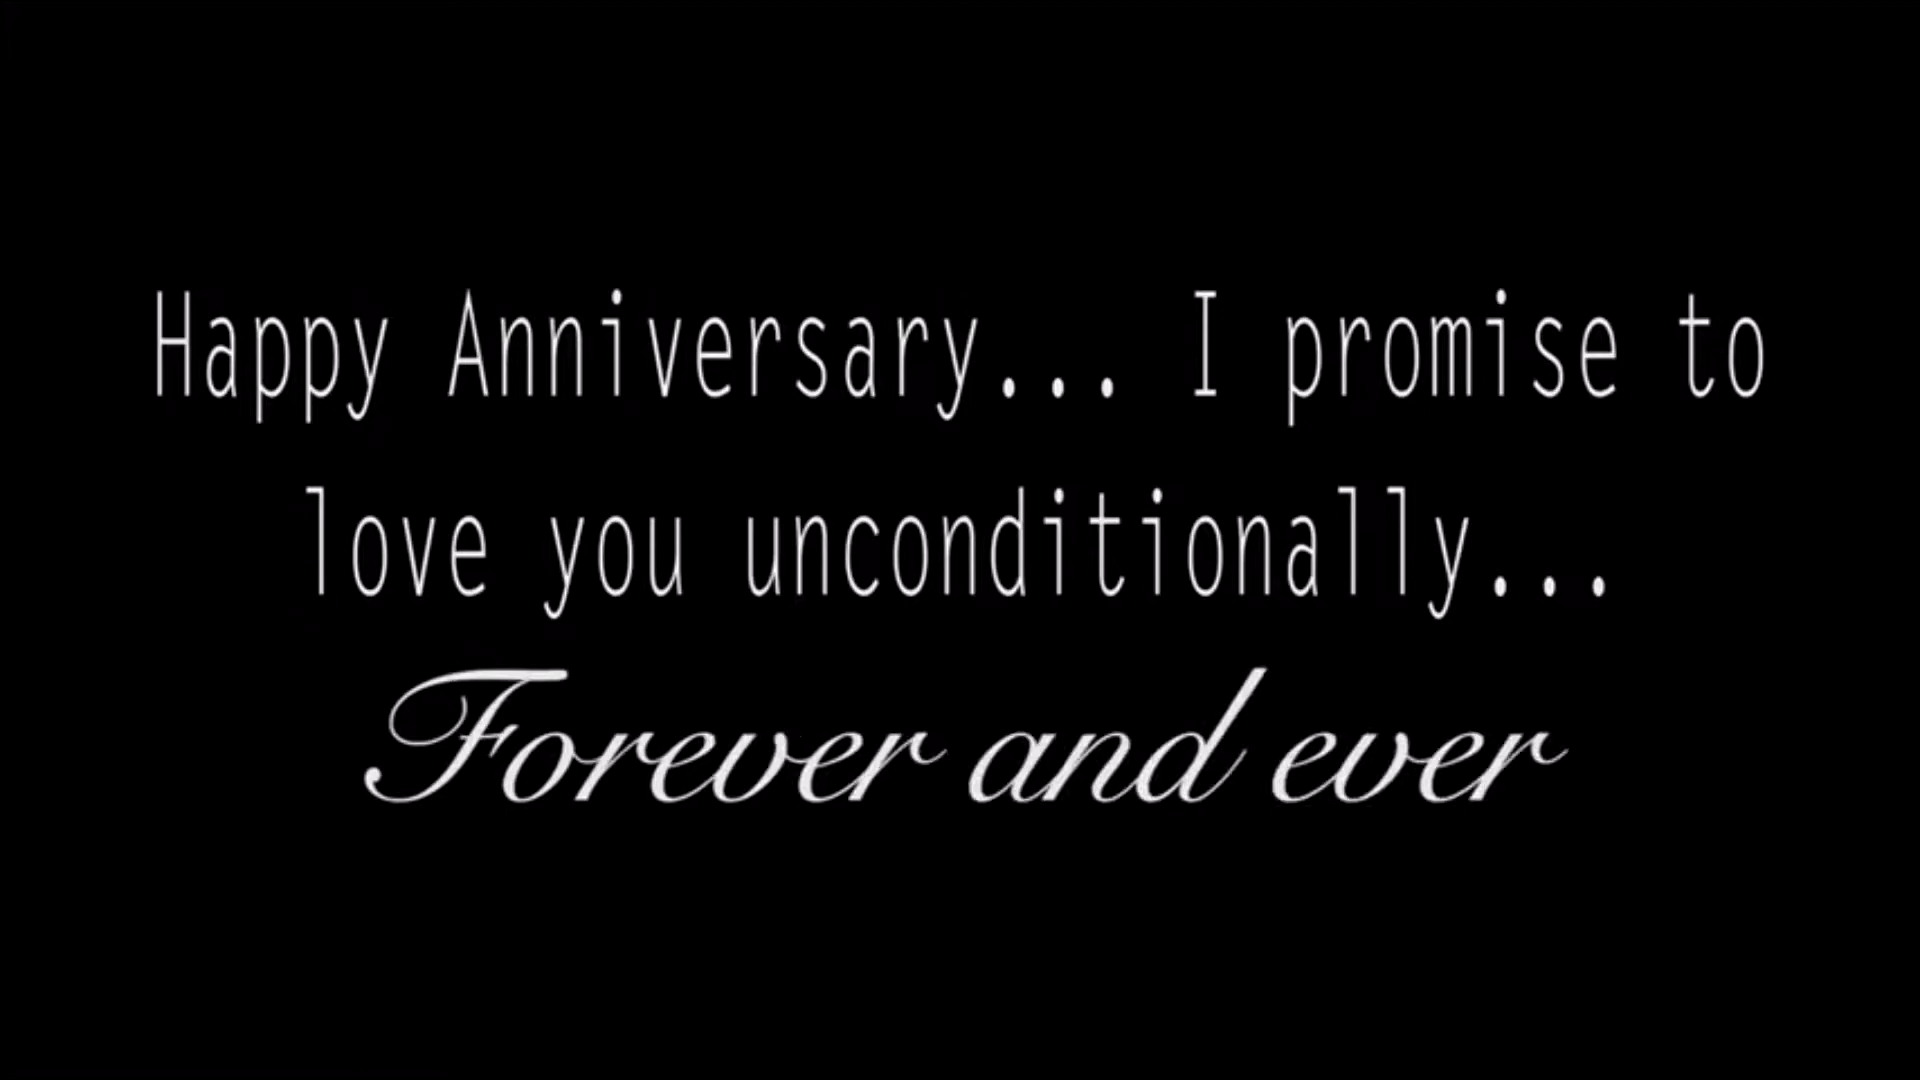 Happy Anniversary... I promise to
love you unconditionally...
Forever and ever